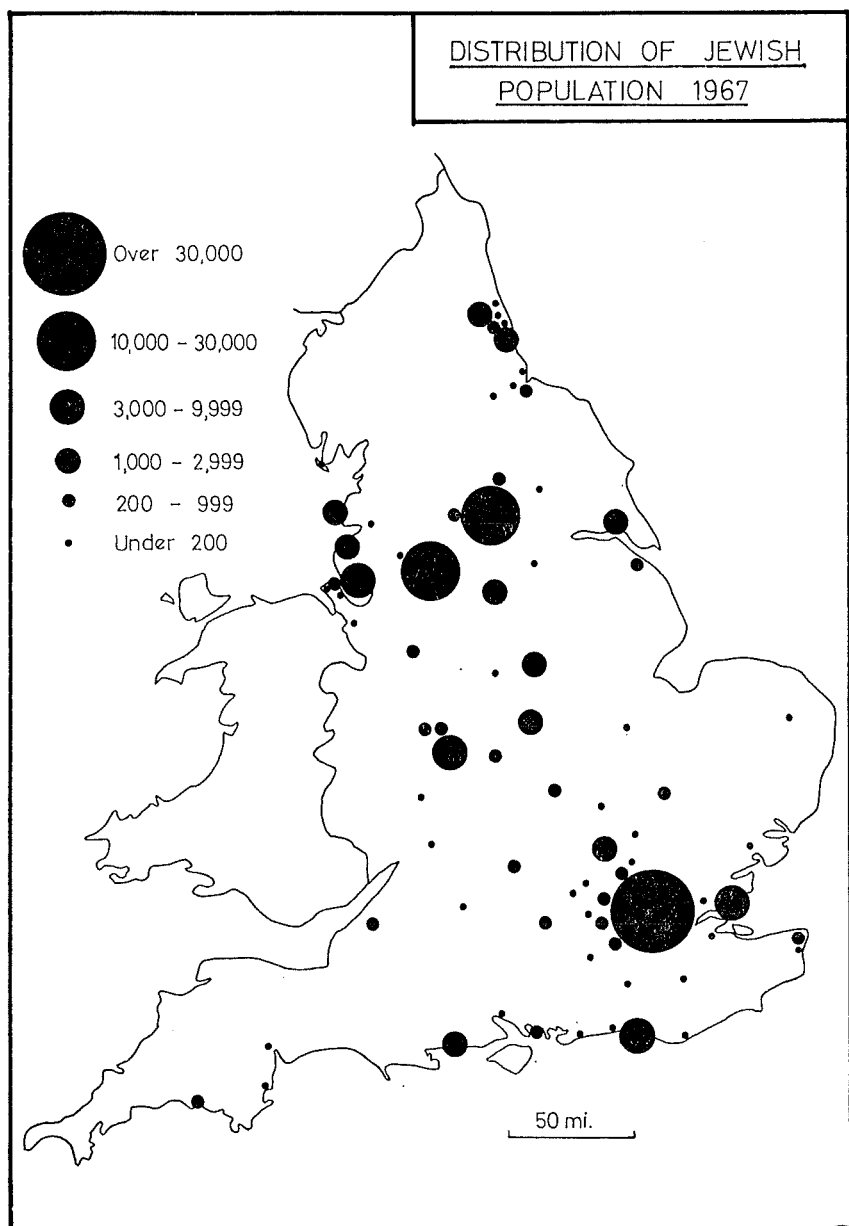 DISTRIBUTION OF JEWISH
POPULATION 1967
Over 30,000
10,000 - 30,000
3,000 - 9,999
1,000 - 2,999
200 - 999
Under 200
50 mi.